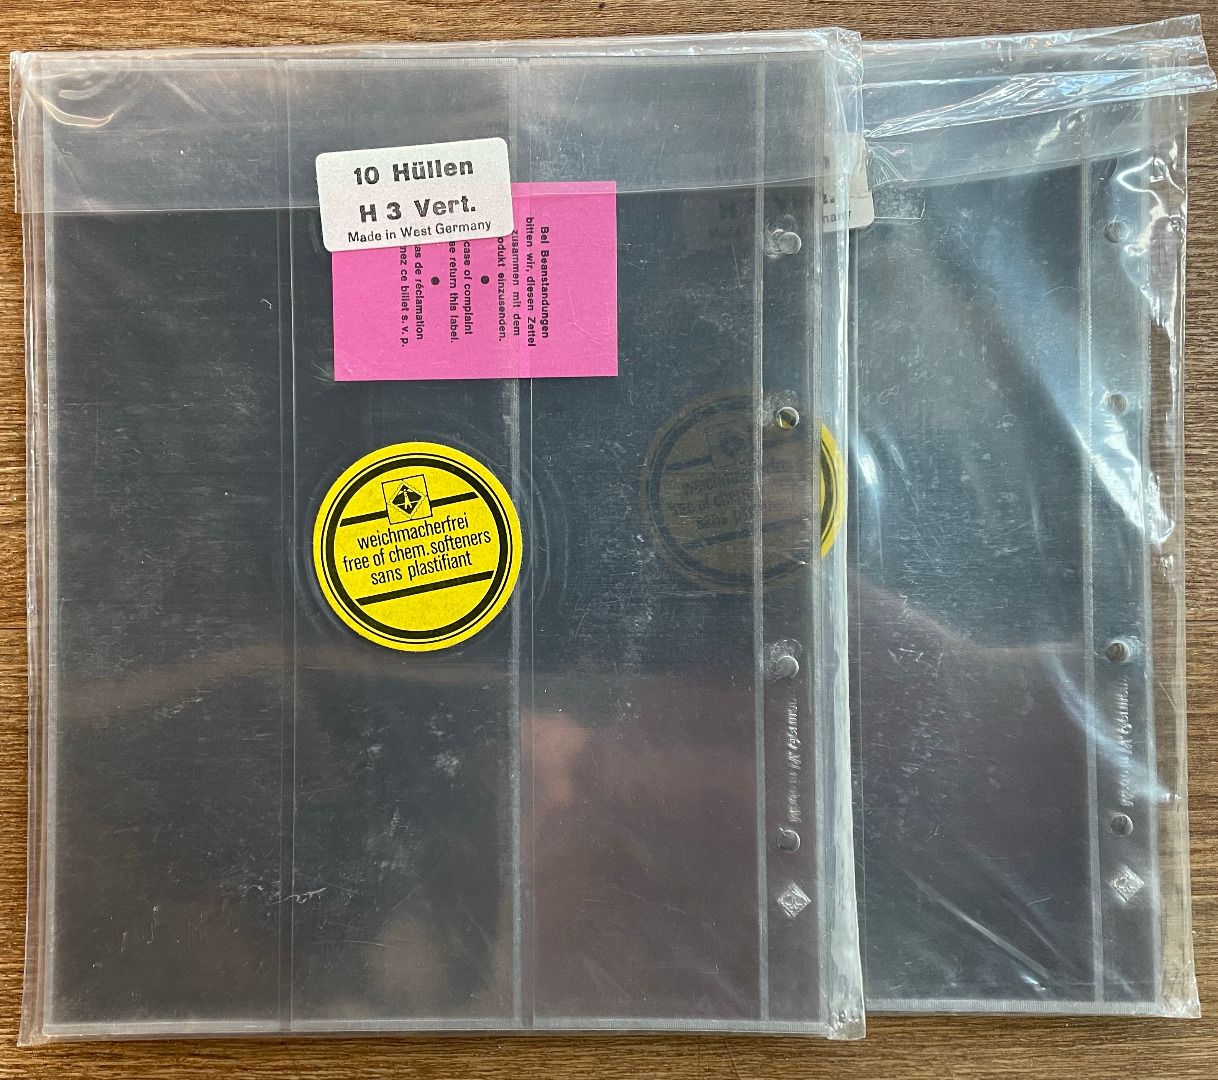 10 Hüllen
H 3 Vert.
Made in West Germany
Bei Beanstandungen
bitten wir, diesen Zettel
zusammen mit dem
odukt einzusenden.
case of complaint
se return this label.
as de réclamation
nez ce billet s. v. p.
weichmacherfrei
free of chem. softeners
sans plastifiant